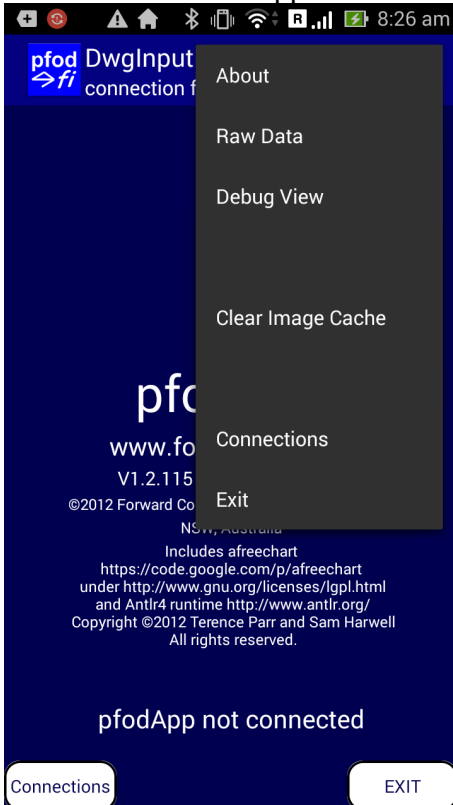 R 8:26 am
pfod DwgInput
fi connection f
About
Raw Data
Debug View
Clear Image Cache
Connections
Exit
pfo
www.fo
V1.2.115
©2012 Forward Co
NSW, Australia
Includes afreechart
https://code.google.com/p/afreechart
under http://www.gnu.org/licenses/lgpl.html
and Antlr4 runtime http://www.antlr.org/
Copyright ©2012 Terence Parr and Sam Harwell
All rights reserved.
pfodApp not connected
Connections EXIT